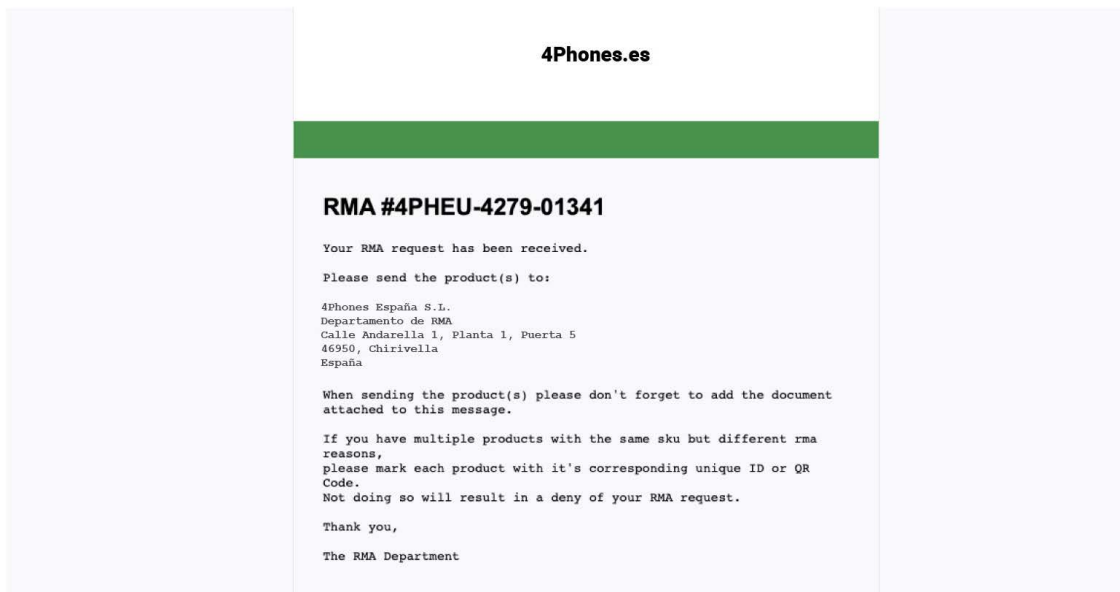 4Phones.es
RMA #4PHEU-4279-01341
Your RMA request has been received.
Please send the product(s) to:
4Phones España S.L.
Departamento de RMA
Calle Andarella 1, Planta 1, Puerta 5
46950, Chirivella
España
When sending the product(s) please don't forget to add the document
attached to this message.
If you have multiple products with the same sku but different rma
reasons,
please mark each product with it's corresponding unique ID or QR
Code.
Not doing so will result in a deny of your RMA request.
Thank you,
The RMA Department